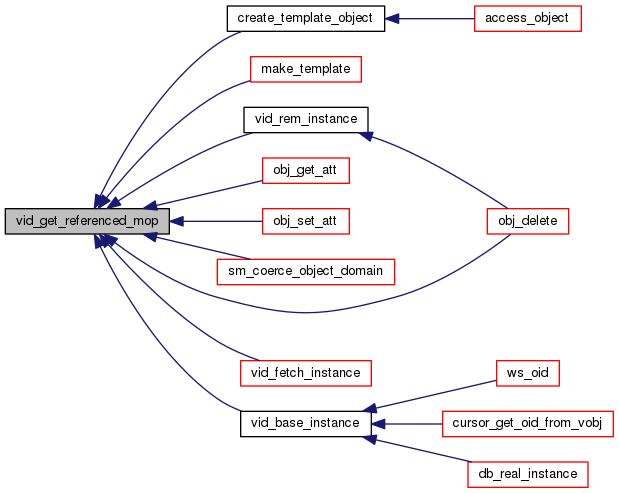 create_template_object
access_object
make_template
vid_rem_instance
obj_get_att
vid_get_referenced_mop
obj_set_att
obj_delete
sm_coerce_object_domain
vid_fetch_instance
ws_oid
vid_base_instance
cursor_get_oid_from_vobj
db_real_instance